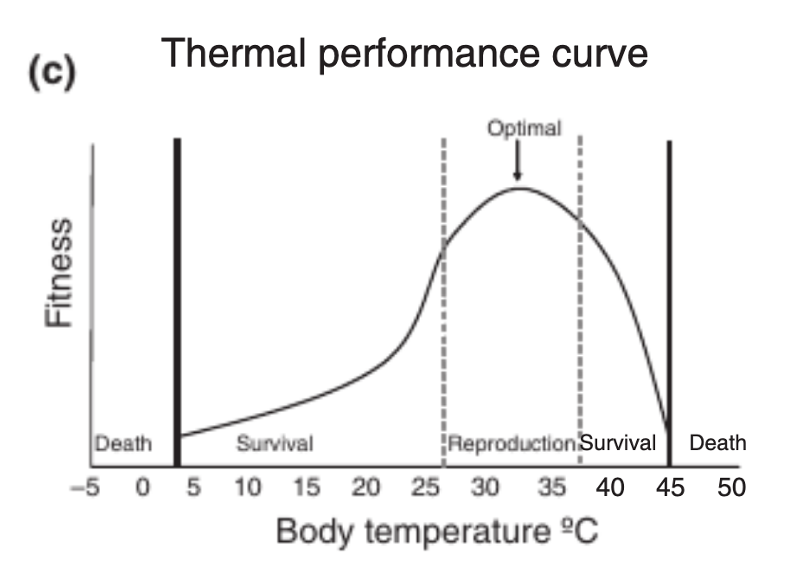 Thermal performance curve
(c)
Optimal
Fitness
Death Survival Reproduction Survival Death
–5 0 5 10 15 20 25 30 35 40 45 50
Body temperature ºC